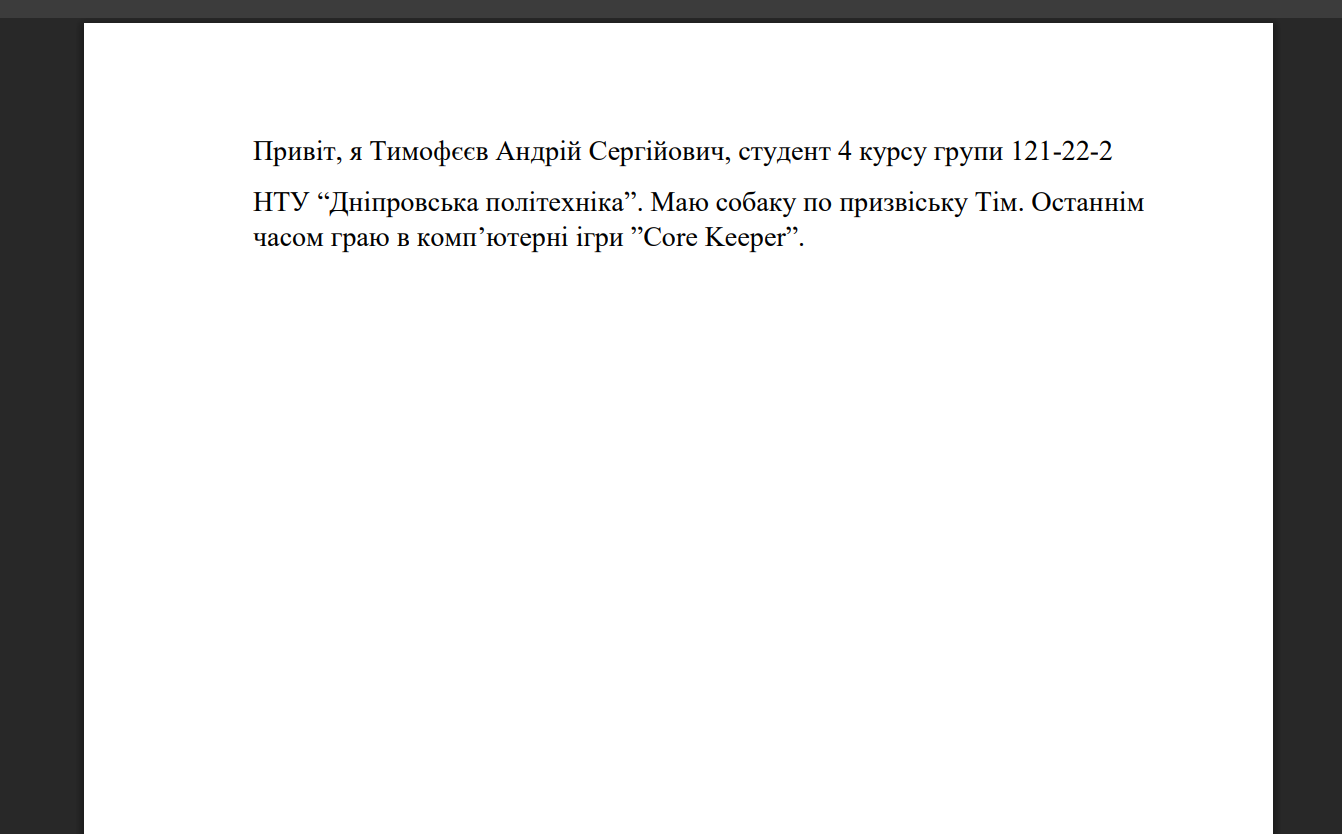 Привіт, я Тимофєєв Андрій Сергійович, студент 4 курсу групи 121-22-2
НТУ “Дніпровська політехніка”. Маю собаку по призвіську Тім. Останнім
часом граю в комп’ютерні ігри ”Core Keeper”.